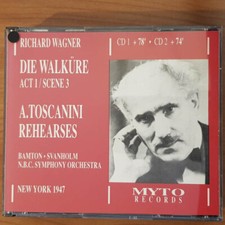 RICHARD WAGNER
CD 1 + 78' - CD 2 + 74'
DIE WALKÜRE
ACT 1 / SCENE 3
A.TOSCANINI
REHEARSES
BAMTON - SVANHOLM
N.B.C. SYMPHONY ORCHESTRA
NEW YORK 1947
MYTO
RECORDS